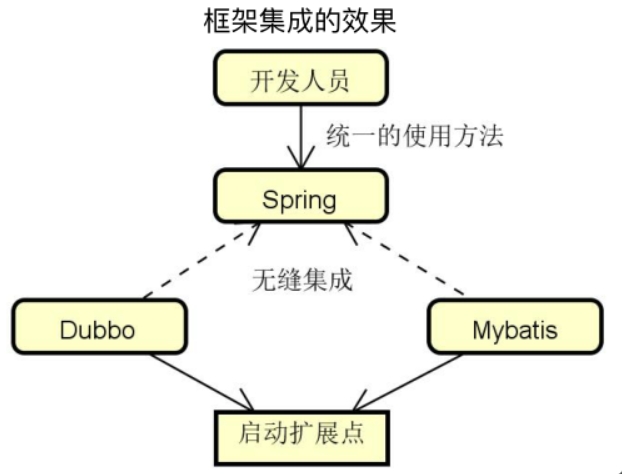 框架集成的效果
开发人员
统一的使用方法
Spring
无缝集成
Dubbo
Mybatis
启动扩展点